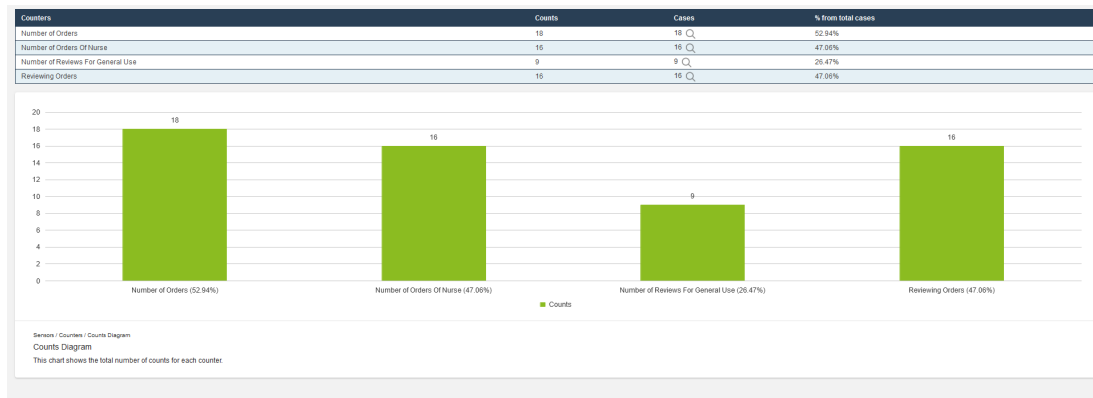 Counters Counts Cases % from total cases
Number of Orders 18 18 52.94%
Number of Orders Of Nurse 16 16 47.06%
Number of Reviews For General Use 9 9 26.47%
Reviewing Orders 16 16 47.06%
20
18
16
14
12
10
8
6
4
2
0
18
16
9
16
Number of Orders (52.94%) Number of Orders Of Nurse (47.06%) Number of Reviews For General Use (26.47%) Reviewing Orders (47.06%)
Counts
Sensors / Counters / Counts Diagram
Counts Diagram
This chart shows the total number of counts for each counter.